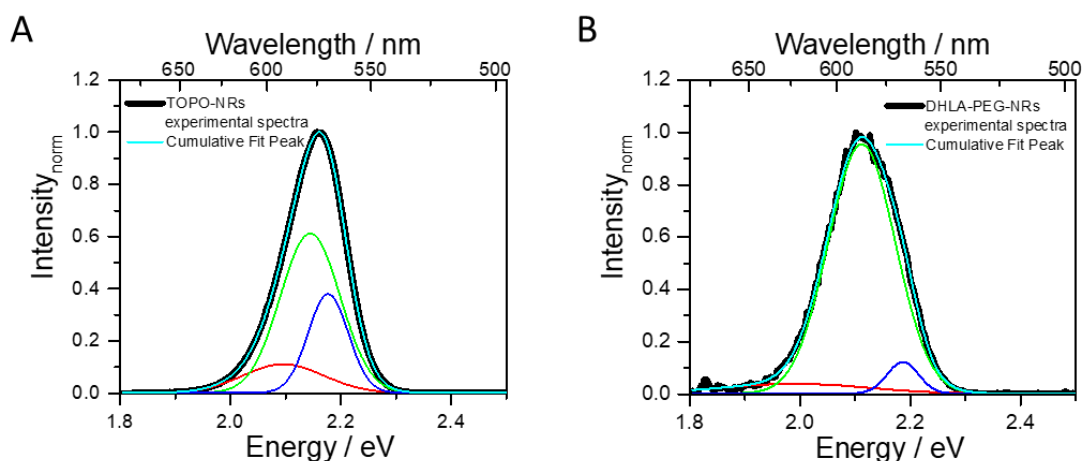 A
Wavelength / nm
650 600 550 500
1.2
1.0
0.8
0.6
0.4
0.2
0.0
Intensity norm
TOPO-NRs
experimental spectra
Cumulative Fit Peak
1.8 2.0 2.2 2.4
Energy / eV
B
Wavelength / nm
650 600 550 500
1.2
1.0
0.8
0.6
0.4
0.2
0.0
Intensity norm
DHLA-PEG-NRs
experimental spectra
Cumulative Fit Peak
1.8 2.0 2.2 2.4
Energy / eV